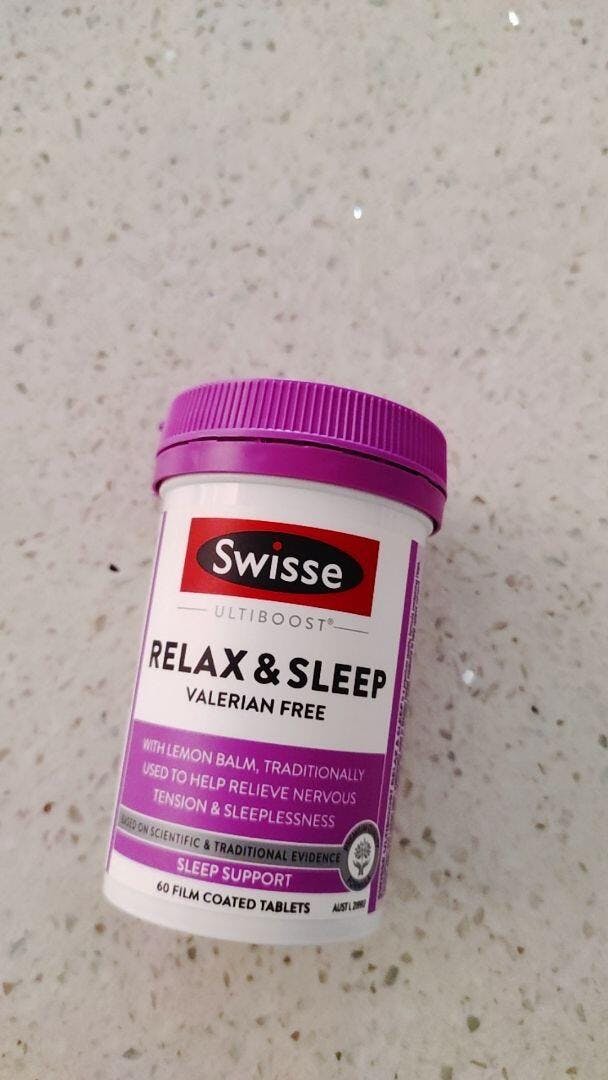 Swisse
ULTIBOOST®
RELAX & SLEEP
VALERIAN FREE
WITH LEMON BALM, TRADITIONALLY
USED TO HELP RELIEVE NERVOUS
TENSION & SLEEPLESSNESS
BASED ON SCIENTIFIC & TRADITIONAL EVIDENCE
SLEEP SUPPORT
60 FILM COATED TABLETS
AUST L